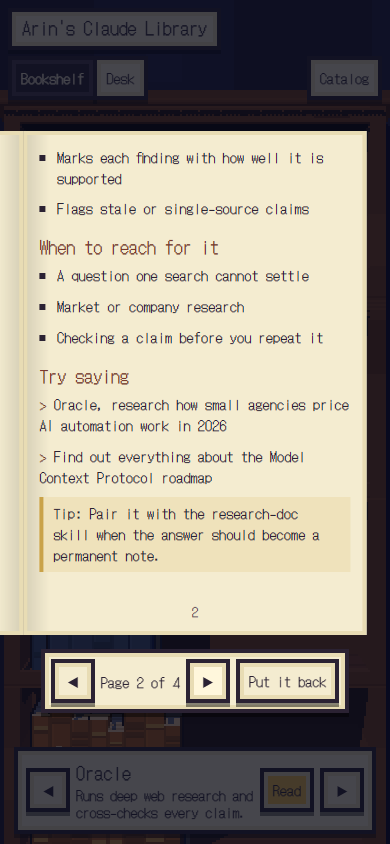 Arin's Claude Library
Bookshelf
Desk
Catalog
▪ Marks each finding with how well it is
supported
▪ Flags stale or single-source claims
When to reach for it
▪ A question one search cannot settle
▪ Market or company research
▪ Checking a claim before you repeat it
Try saying
> Oracle, research how small agencies price
AI automation work in 2026
> Find out everything about the Model
Context Protocol roadmap
Tip: Pair it with the research-doc
skill when the answer should become a
permanent note.
2
◀ Page 2 of 4 ▶ Put it back
Oracle
Runs deep web research and
cross-checks every claim.
Read